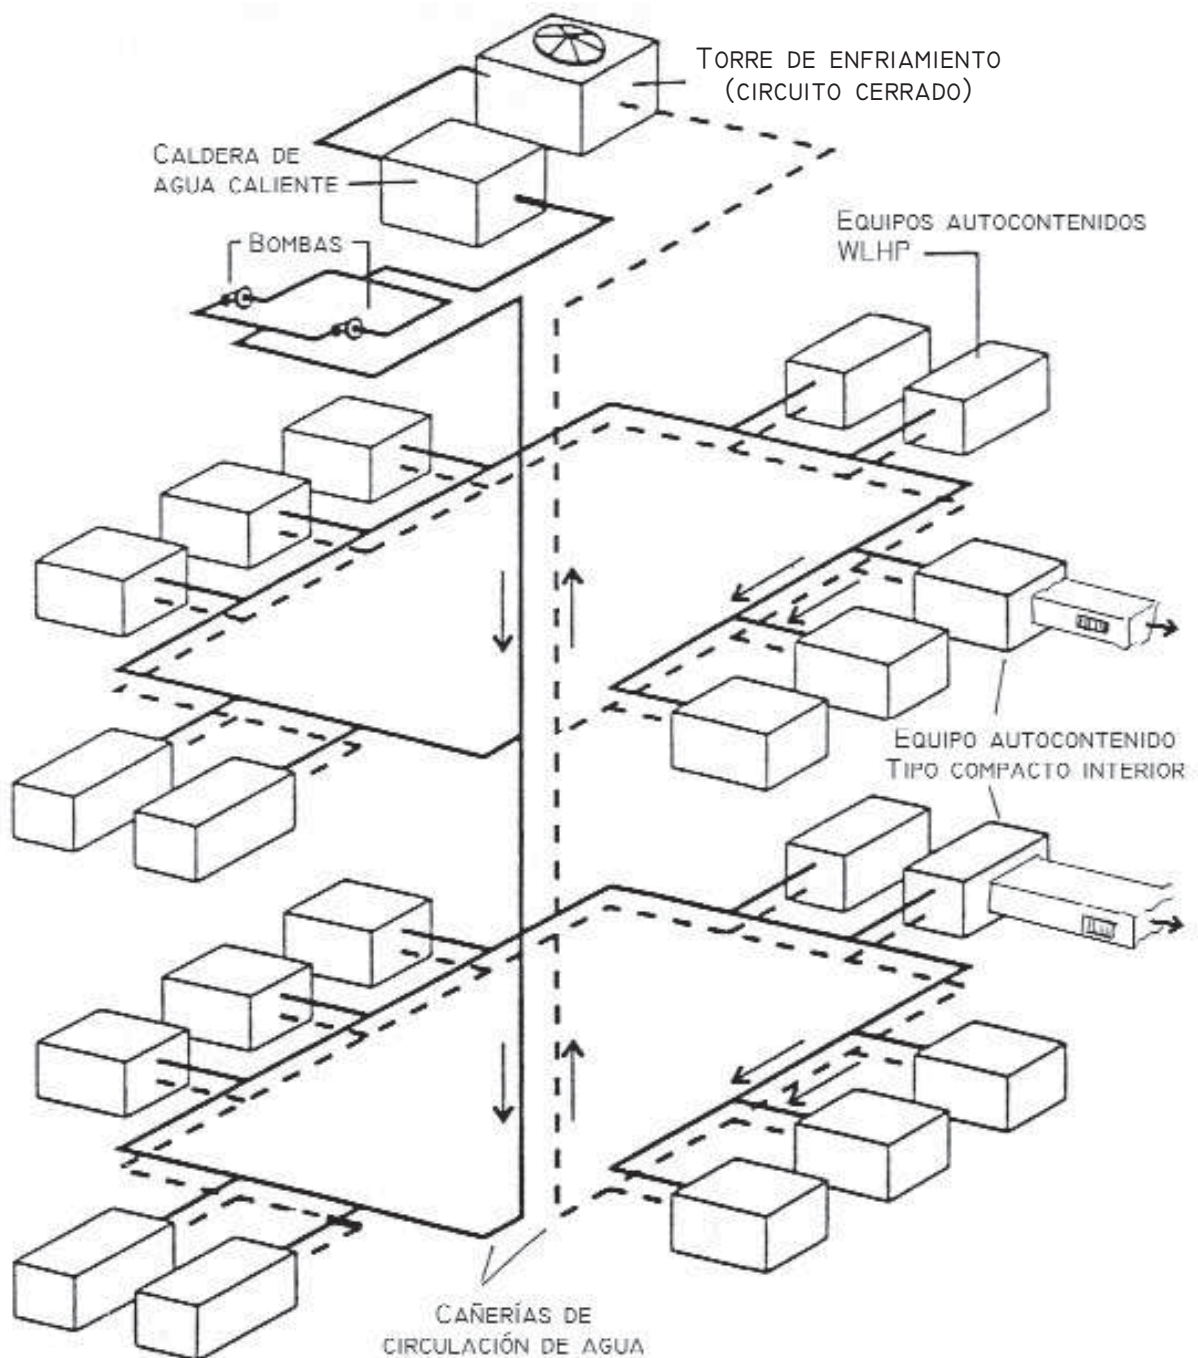 TORRE DE ENFRIAMIENTO
(CIRCUITO CERRADO)
CALDERA DE
AGUA CALIENTE
EQUIPOS AUTOCONTENIDOS
WLHP
BOMBAS
EQUIPO AUTOCONTENIDO
TIPO COMPACTO INTERIOR
CAÑERÍAS DE
CIRCULACIÓN DE AGUA